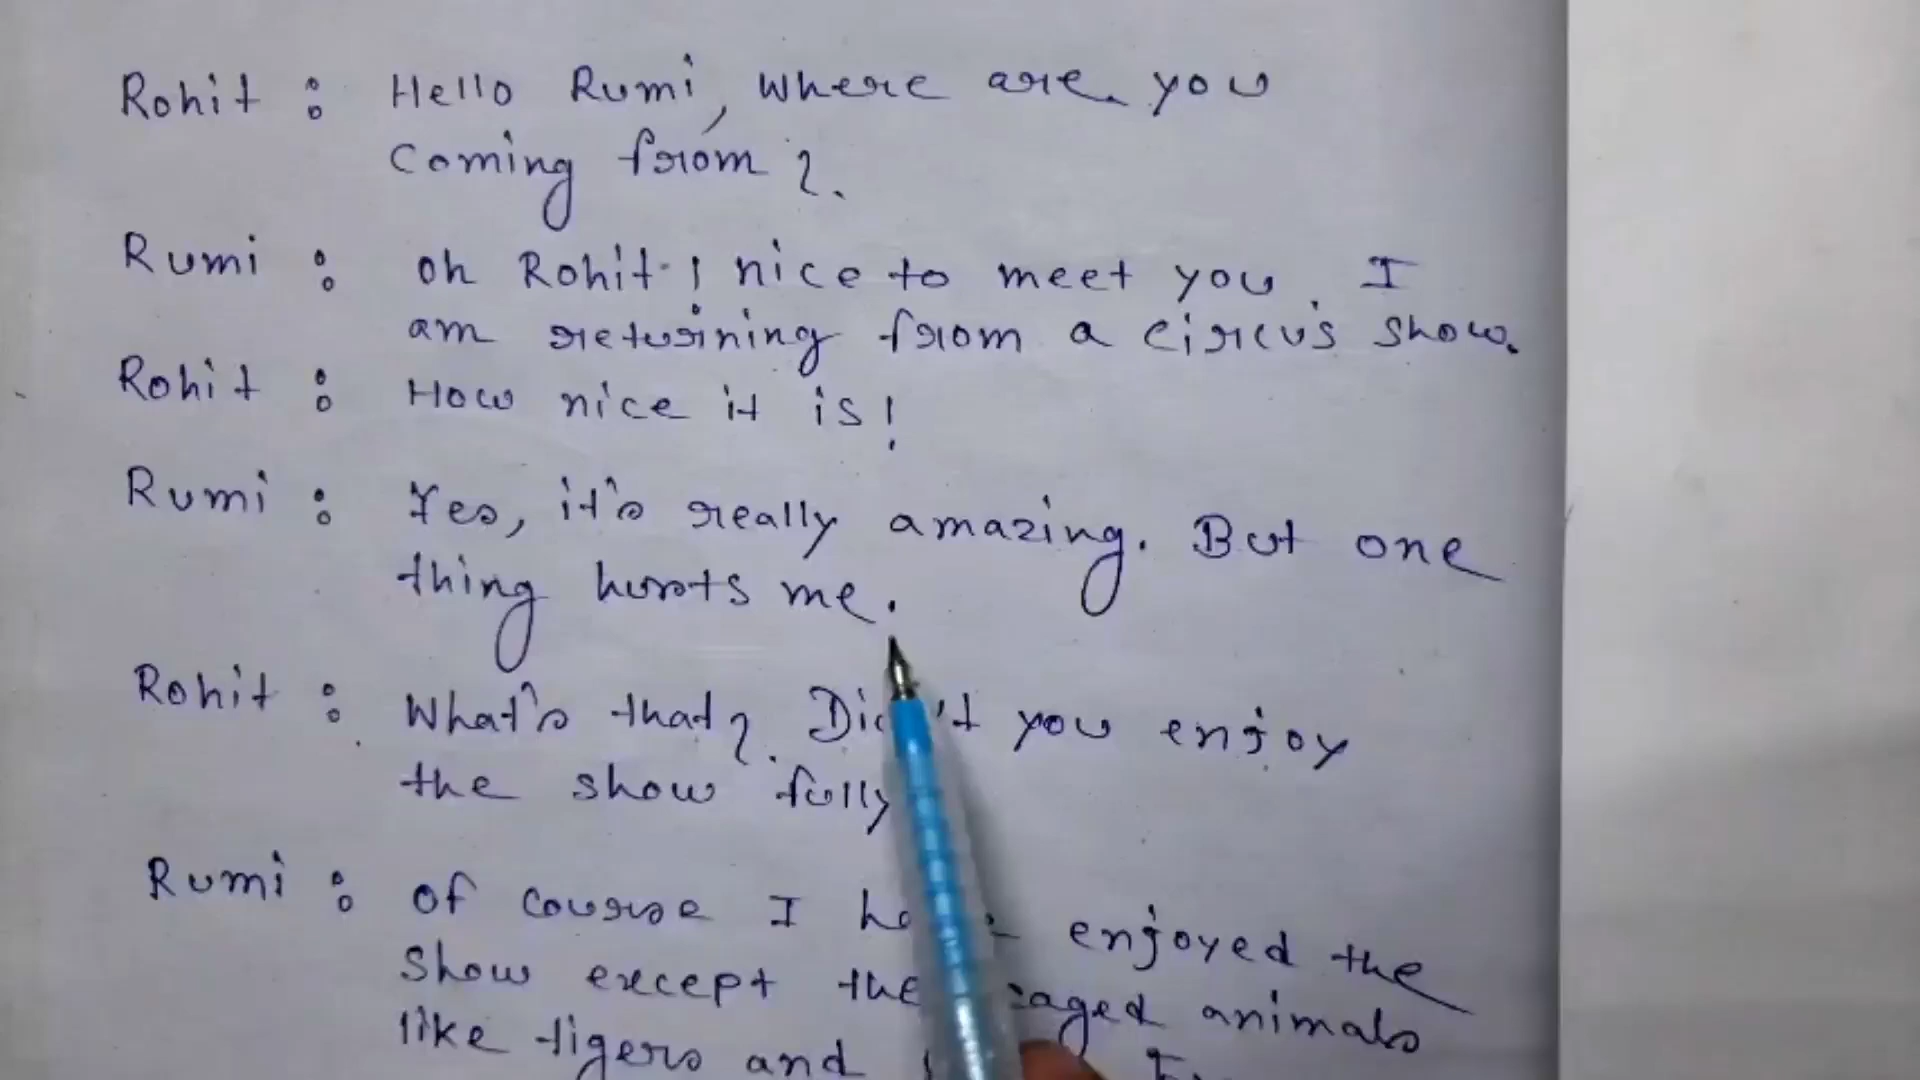 Rohit : Hello Rumi, where are you
coming from ?.
Rumi : oh Rohit ! nice to meet you. I
am returning from a circus show.
Rohit : How nice it is!
Rumi : Yes, it's really amazing. But one
thing hurts me.
Rohit : What's that ?. you enjoy
the show fully
Rumi : of course I enjoyed the
show except the caged animals
like tigers and